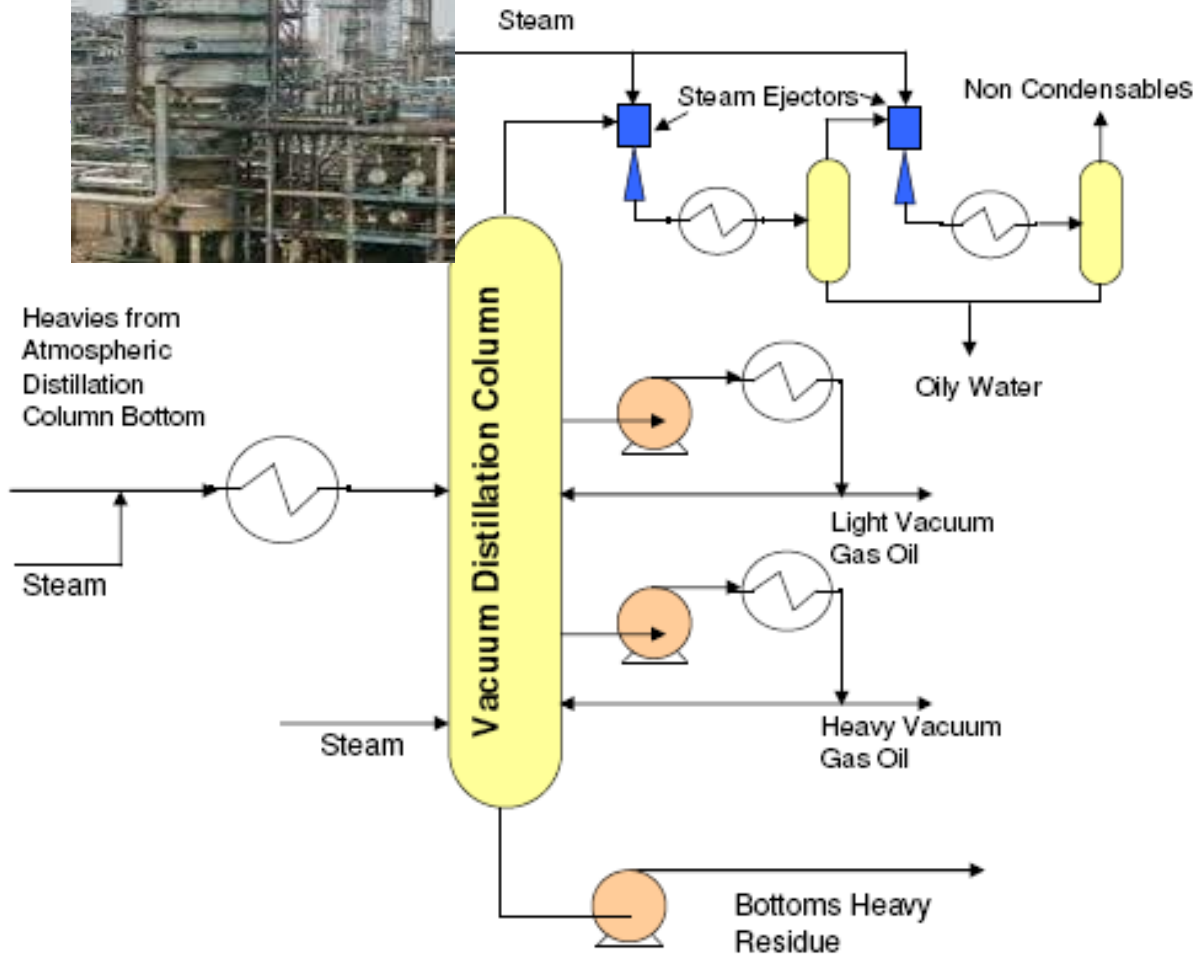 Steam
Steam Ejectors
Non Condensables
Heavies from
Atmospheric
Distillation
Column Bottom
Oily Water
Vacuum Distillation Column
Light Vacuum
Gas Oil
Steam
Heavy Vacuum
Gas Oil
Steam
Bottoms Heavy
Residue